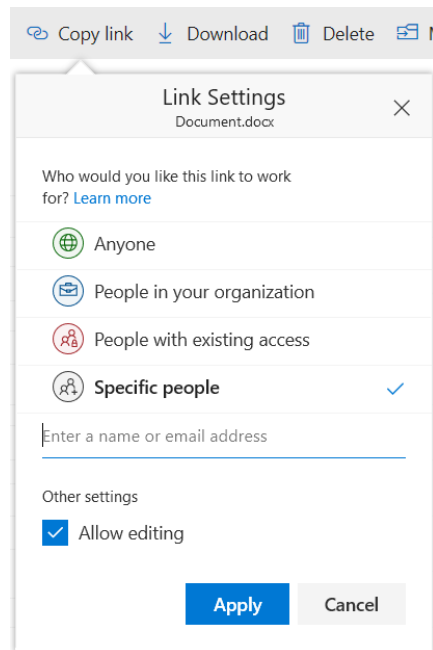 Copy link Download Delete
Link Settings
Document.docx
Who would you like this link to work
for? Learn more
Anyone
People in your organization
People with existing access
Specific people
Enter a name or email address
Other settings
Allow editing
Apply Cancel